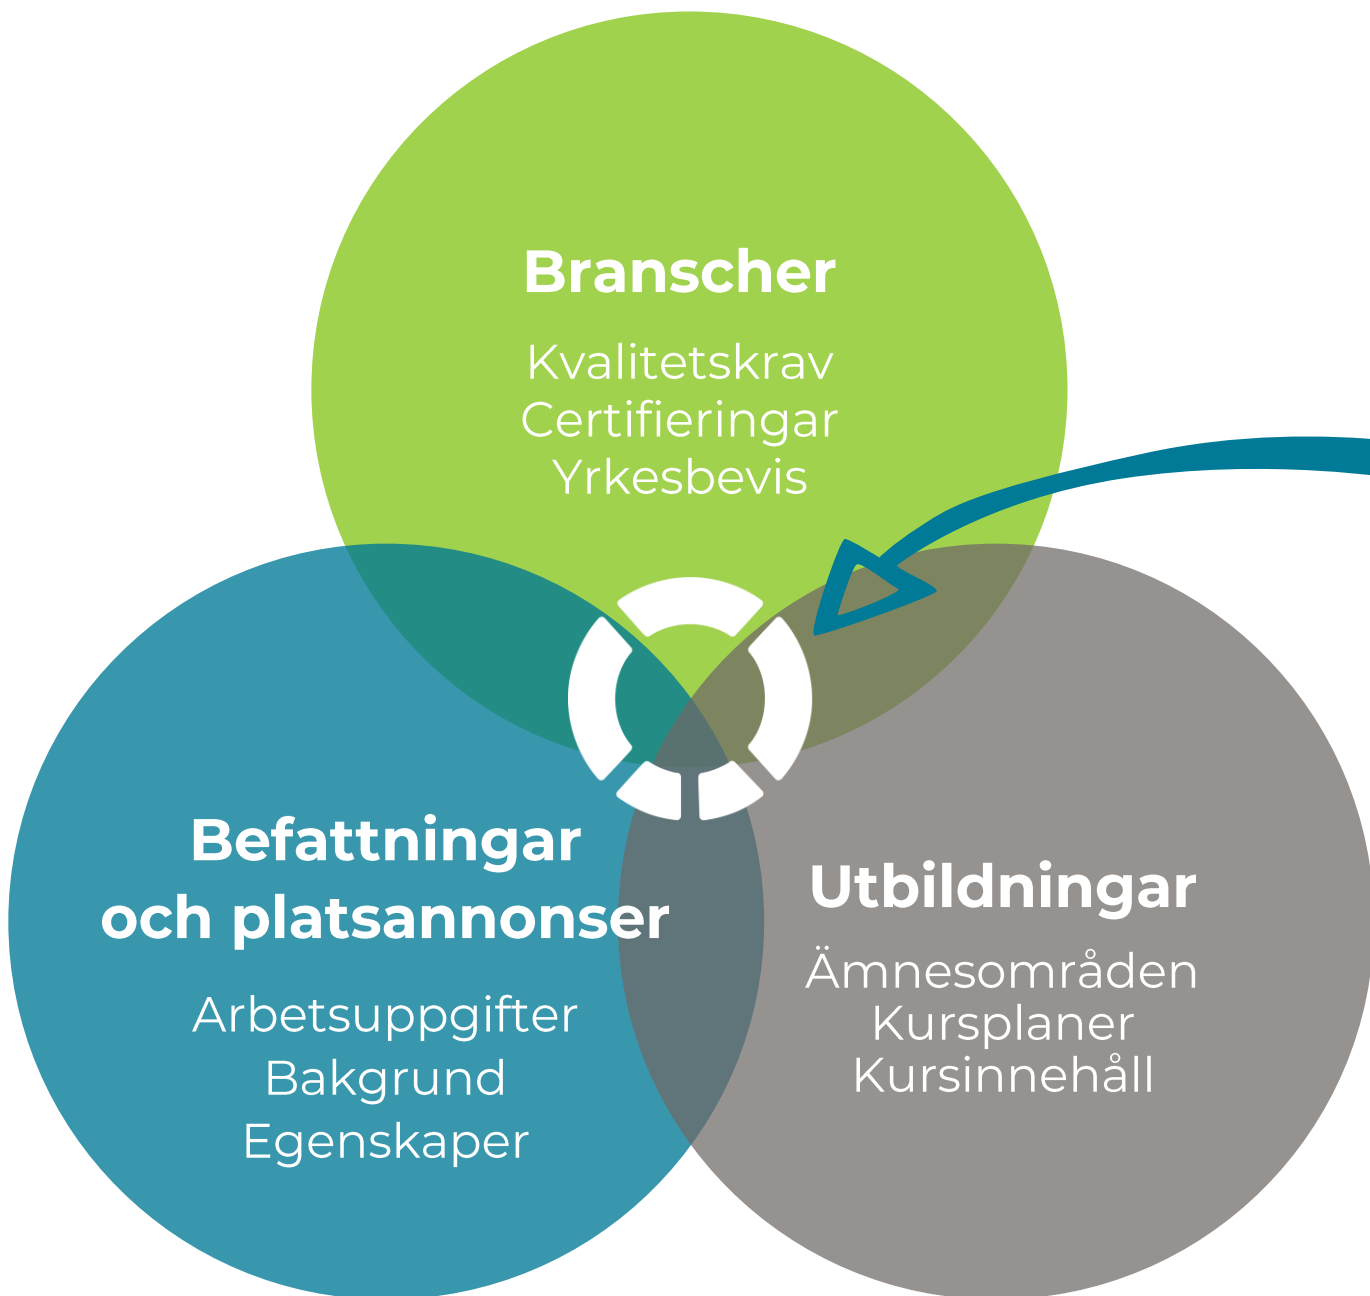 Branscher
Kvalitetskrav
Certifieringar
Yrkesbevis
Befattningar
och platsannonser
Arbetsuppgifter
Bakgrund
Egenskaper
Utbildningar
Ämnesområden
Kursplaner
Kursinnehåll